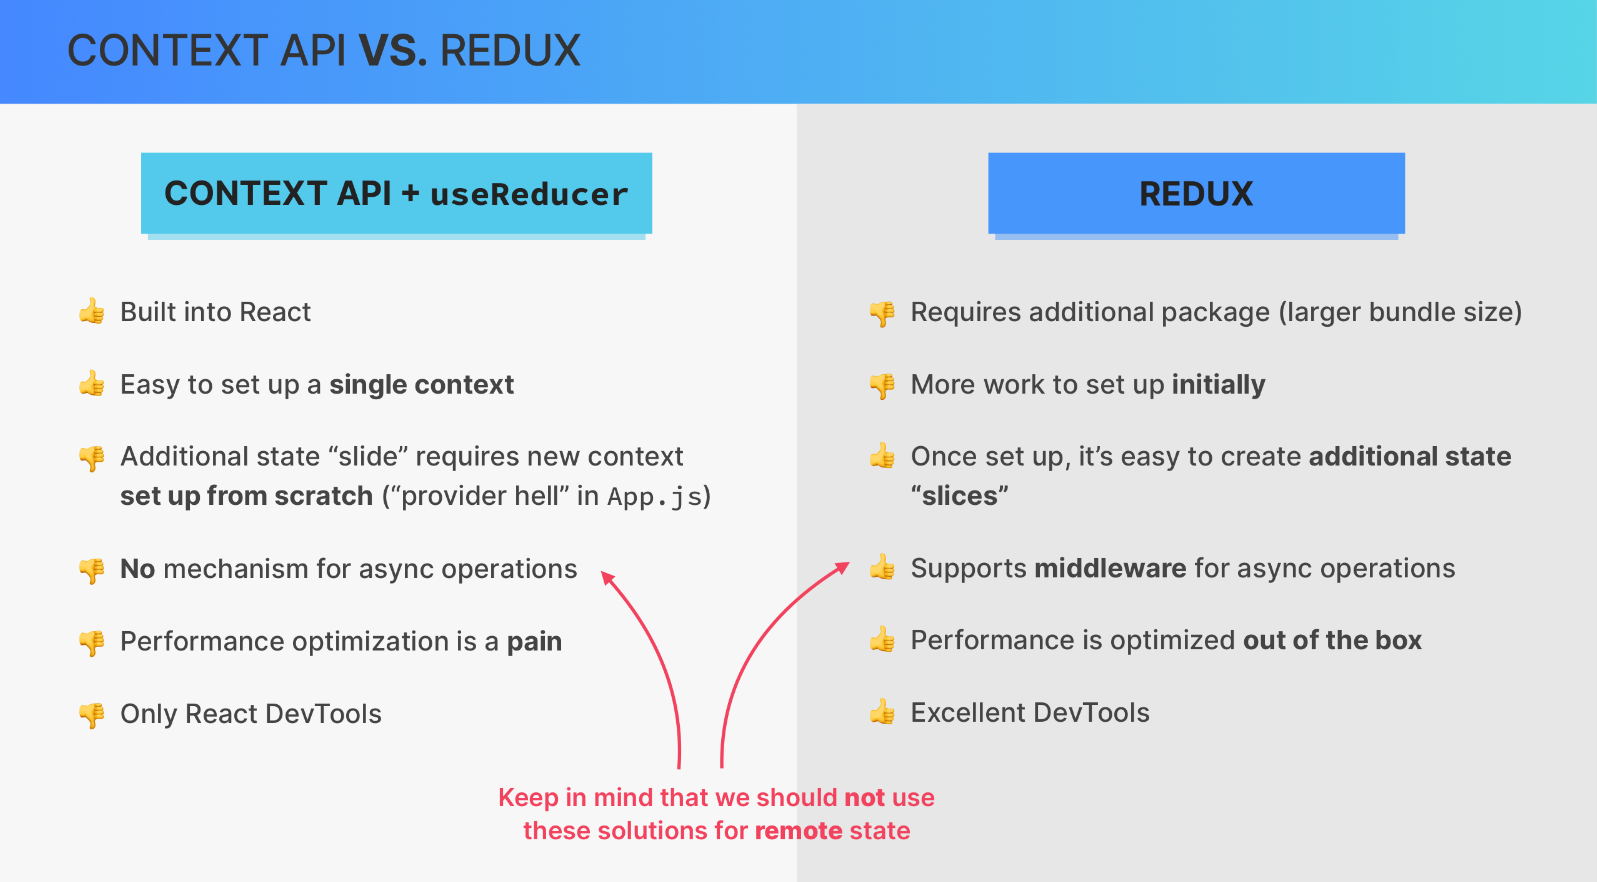 CONTEXT API VS. REDUX
CONTEXT API + useReducer
👍 Built into React
👍 Easy to set up a single context
👎 Additional state “slide” requires new context
set up from scratch (“provider hell” in App.js)
👎 No mechanism for async operations
👎 Performance optimization is a pain
👎 Only React DevTools
REDUX
👎 Requires additional package (larger bundle size)
👎 More work to set up initially
👍 Once set up, it’s easy to create additional state
“slices”
👍 Supports middleware for async operations
👍 Performance is optimized out of the box
👍 Excellent DevTools
Keep in mind that we should not use
these solutions for remote state